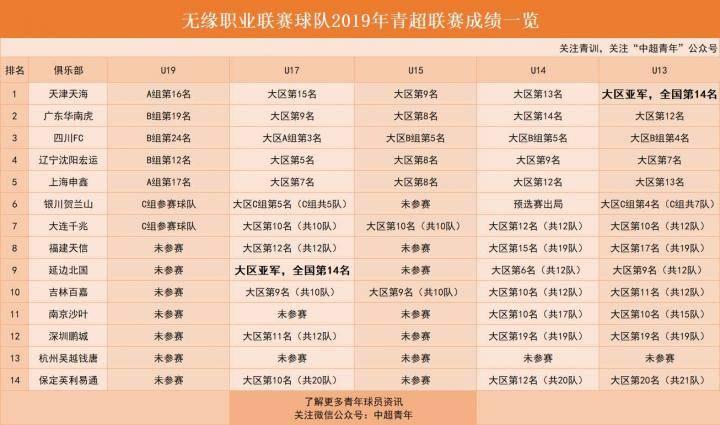 无缘职业联赛球队2019年青超联赛成绩一览
关注青训，关注“中超青年”公众号
排名 俱乐部 U19 U17 U15 U14 U13
1 天津天海 A组第16名 大区第15名 大区第9名 大区第13名 大区亚军，全国第14名
2 广东华南虎 B组第19名 大区第9名 大区第8名 大区第14名 大区第12名
3 四川FC B组第24名 大区A组第3名 大区B组第5名 大区B组第5名 大区B组第4名
4 辽宁沈阳宏运 B组第12名 大区第5名 大区第8名 大区第9名 大区第7名
5 上海申鑫 A组第17名 大区第7名 大区第8名 大区第12名 大区第13名
6 银川贺兰山 C组参赛球队 大区C组第5名（C组共5队） 未参赛 预选赛出局 大区C组第4名（C组共7队）
7 大连千兆 C组参赛球队 大区第10名（共10队） 大区第10名（共10队） 大区第12名（共12队） 大区第10名（共12队）
8 福建天信 未参赛 大区第12名（共12队） 未参赛 大区第15名（共19队） 大区第17名（共19队）
9 延边北国 未参赛 大区亚军，全国第14名 未参赛 大区第6名（共12队） 大区第9名（共12队）
10 吉林百嘉 未参赛 大区第9名（共10队） 大区第9名（共10队） 大区第10名（共12队） 大区第11名（共12队）
11 南京沙叶 未参赛 未参赛 未参赛 大区第10名（共17队） 大区第10名（共15队）
12 深圳鹏城 未参赛 大区第11名（共12队） 未参赛 大区第19名（共19队） 大区第19名（共19队）
13 杭州吴越钱唐 未参赛 未参赛 未参赛 未参赛 未参赛
14 保定英利易通 未参赛 大区第10名（共20队） 未参赛 大区第12名（共20队） 大区第20名（共21队）
了解更多青年球员资讯
关注微信公众号：中超青年